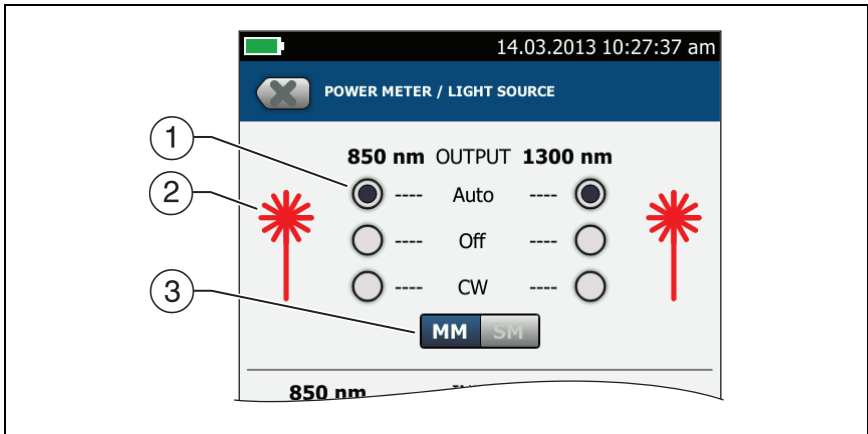 14.03.2013 10:27:37 am
POWER METER / LIGHT SOURCE
1
850 nm OUTPUT 1300 nm
2
---- Auto ----
---- Off ----
3
---- CW ----
MM SM
850 nm